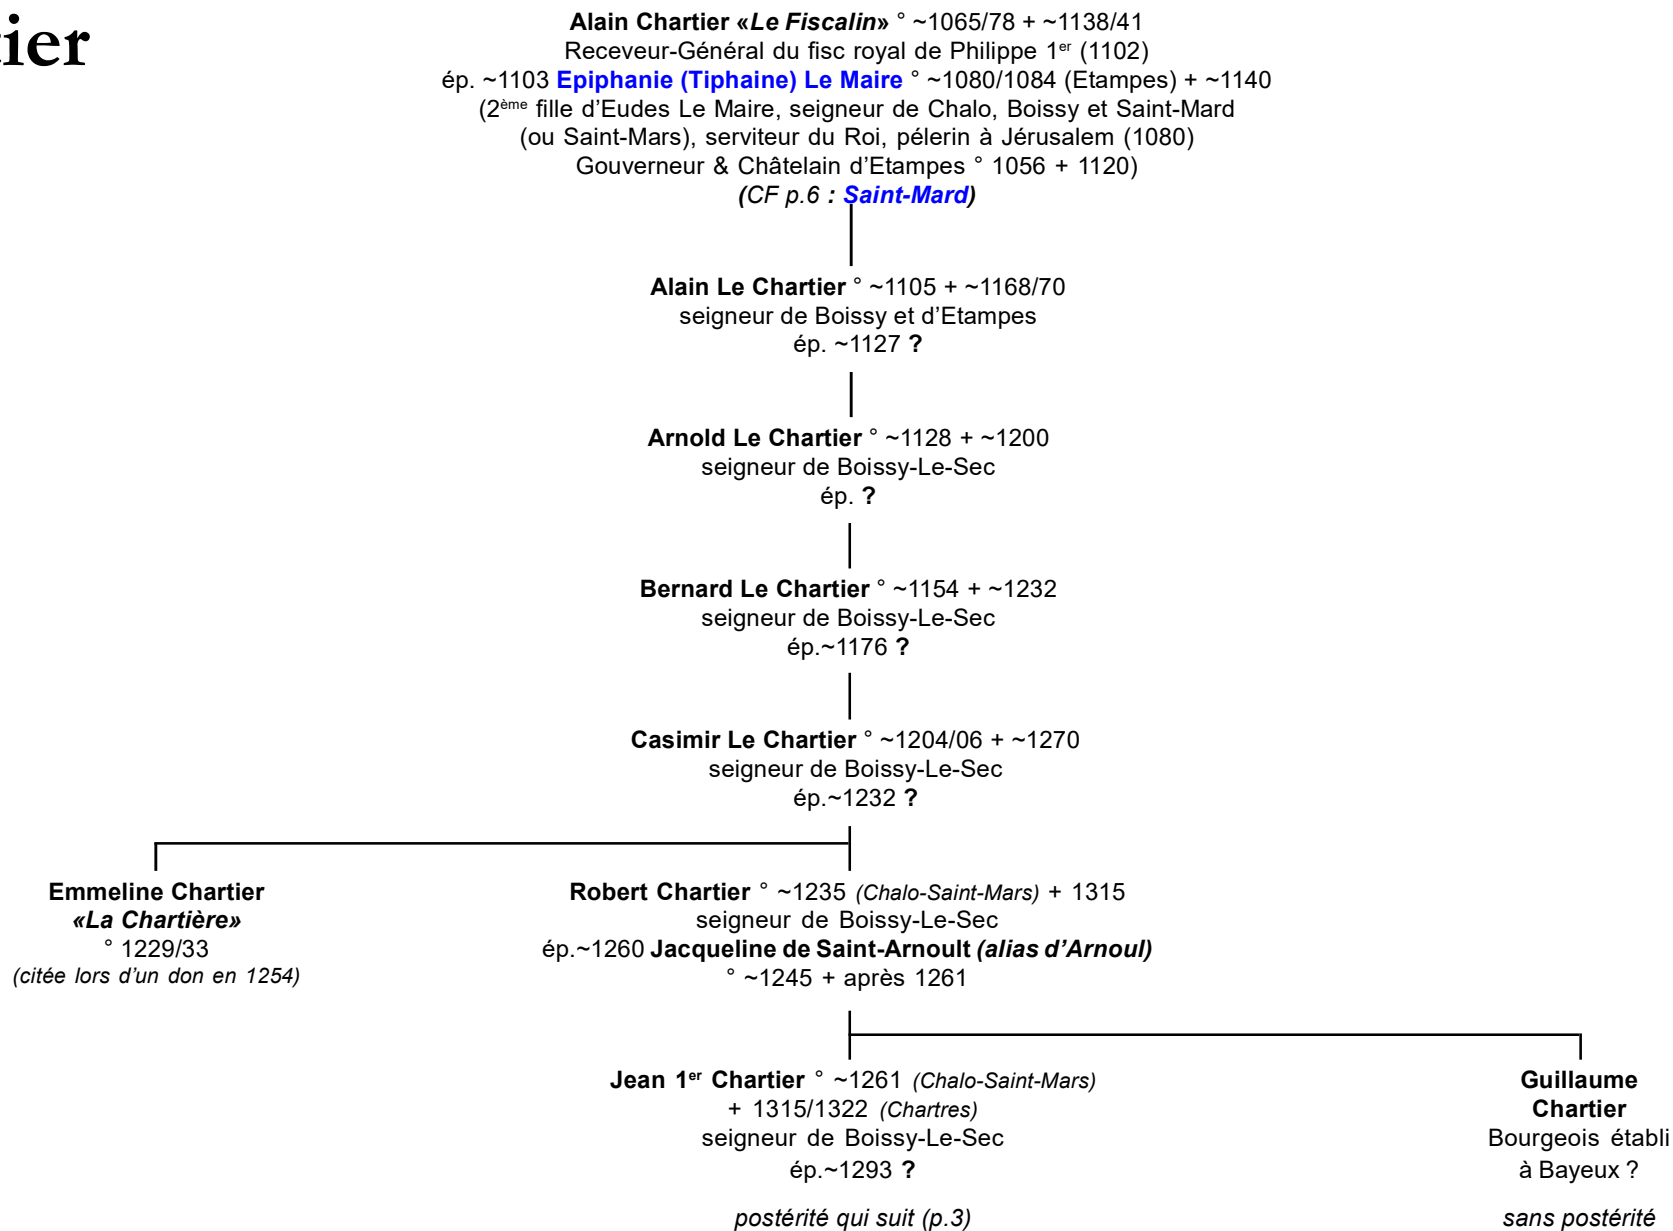 tier
Alain Chartier «Le Fiscalin» ° ~1065/78 + ~1138/41
Receveur-Général du fisc royal de Philippe 1er (1102)
ép. ~1103 Epiphanie (Tiphaine) Le Maire ° ~1080/1084 (Etampes) + ~1140
(2ème fille d’Eudes Le Maire, seigneur de Chalo, Boissy et Saint-Mard
(ou Saint-Mars), serviteur du Roi, pélerin à Jérusalem (1080)
Gouverneur & Châtelain d’Etampes ° 1056 + 1120)
(CF p.6 : Saint-Mard)
Alain Le Chartier ° ~1105 + ~1168/70
seigneur de Boissy et d’Etampes
ép. ~1127 ?
Arnold Le Chartier ° ~1128 + ~1200
seigneur de Boissy-Le-Sec
ép. ?
Bernard Le Chartier ° ~1154 + ~1232
seigneur de Boissy-Le-Sec
ép.~1176 ?
Casimir Le Chartier ° ~1204/06 + ~1270
seigneur de Boissy-Le-Sec
ép.~1232 ?
Emmeline Chartier
«La Chartière»
° 1229/33
(citée lors d’un don en 1254)
Robert Chartier ° ~1235 (Chalo-Saint-Mars) + 1315
seigneur de Boissy-Le-Sec
ép.~1260 Jacqueline de Saint-Arnoult (alias d’Arnoul)
° ~1245 + après 1261
Jean 1er Chartier ° ~1261 (Chalo-Saint-Mars)
+ 1315/1322 (Chartres)
seigneur de Boissy-Le-Sec
ép.~1293 ?
postérité qui suit (p.3)
Guillaume
Chartier
Bourgeois établi
à Bayeux ?
sans postérité